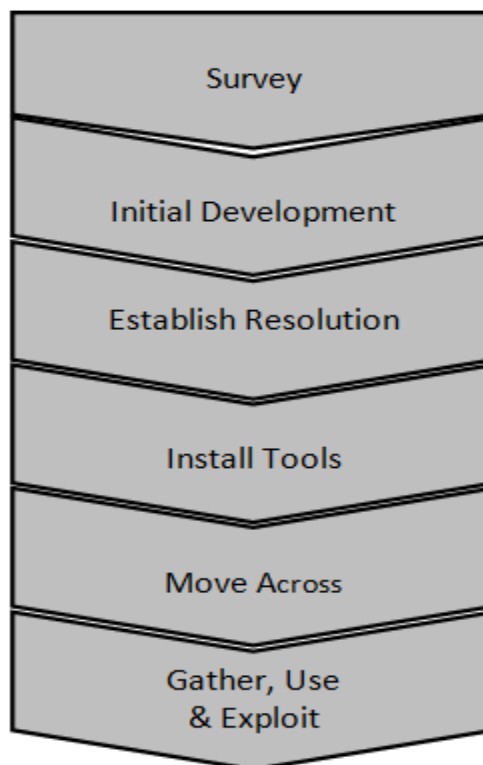 Survey
Initial Development
Establish Resolution
Install Tools
Move Across
Gather, Use
& Exploit